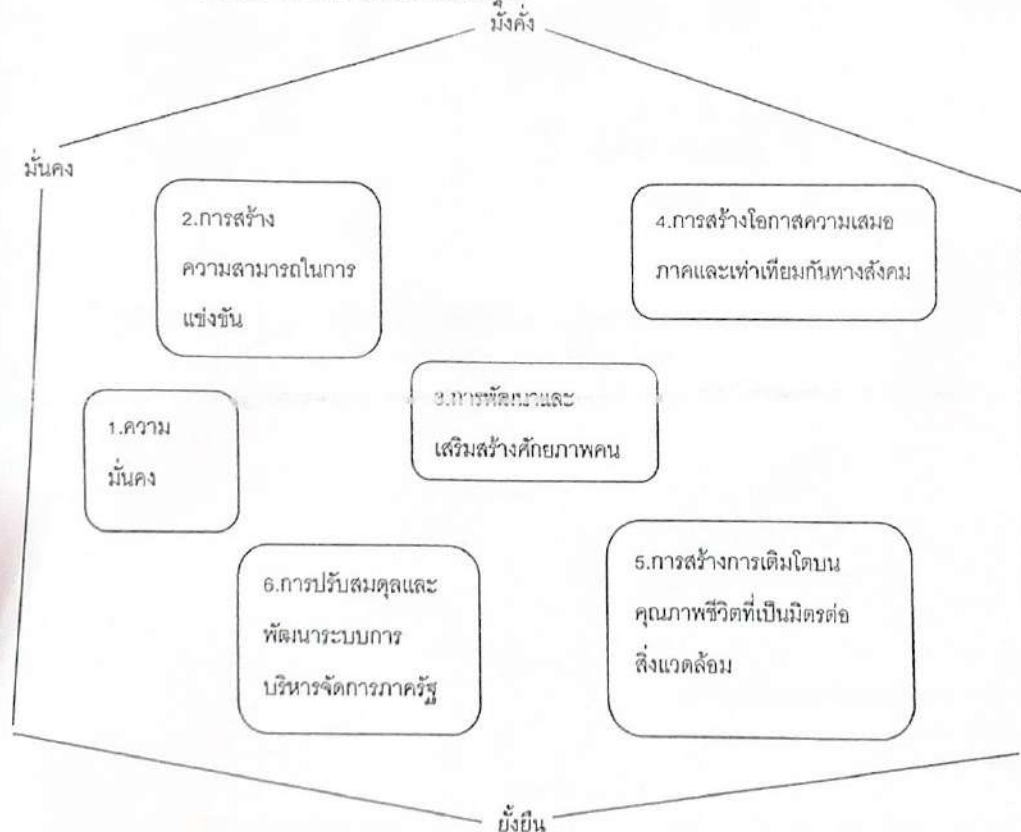 มั่งคั่ง
มั่นคง
2.การสร้าง
ความสามารถในการ
แข่งขัน
4.การสร้างโอกาสความเสมอ
ภาคและเท่าเทียมกันทางสังคม
3.การพัฒนาและ
เสริมสร้างศักยภาพคน
1.ความ
มั่นคง
6.การปรับสมดุลและ
พัฒนาระบบการ
บริหารจัดการภาครัฐ
5.การสร้างการเติบโตบน
คุณภาพชีวิตที่เป็นมิตรต่อ
สิ่งแวดล้อม
ยั่งยืน